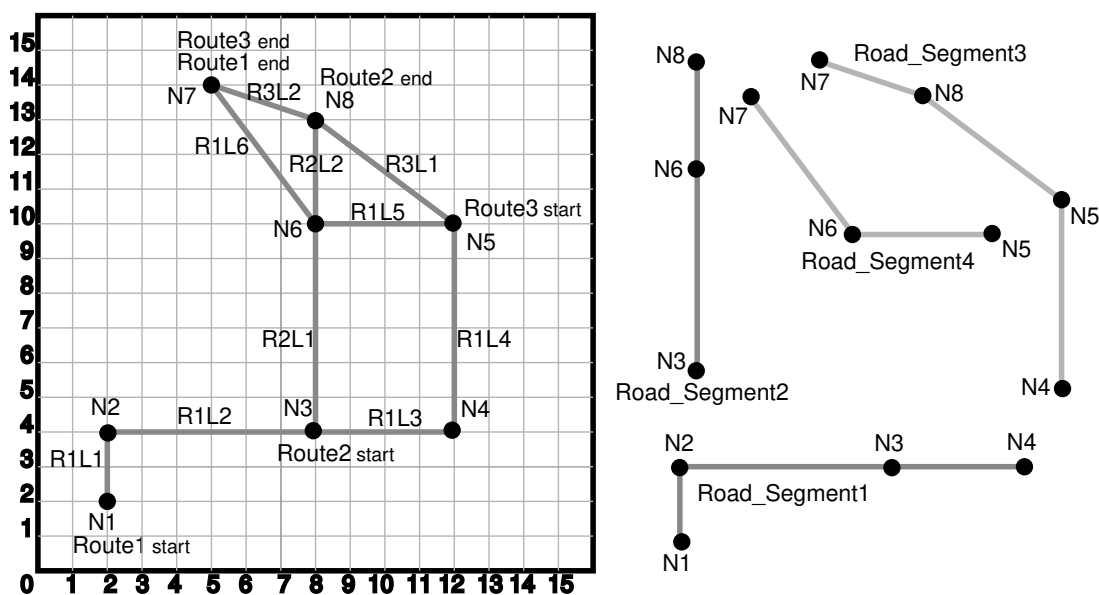 15
14
13
12
11
10
9
8
7
6
5
4
3
2
1
0 1 2 3 4 5 6 7 8 9 10 11 12 13 14 15
Route3 end
Route1 end
N7
R3L2
Route2 end
N8
R1L6
R2L2
R3L1
R1L5
Route3 start
N6
N5
R2L1
R1L4
N2
R1L2
N3
R1L3
N4
Route2 start
R1L1
N1
Route1 start
N8
N6
N3
Road_Segment2
Road_Segment3
N7
N8
N5
N4
N7
N6
N5
Road_Segment4
N2
N3
N4
Road_Segment1
N1